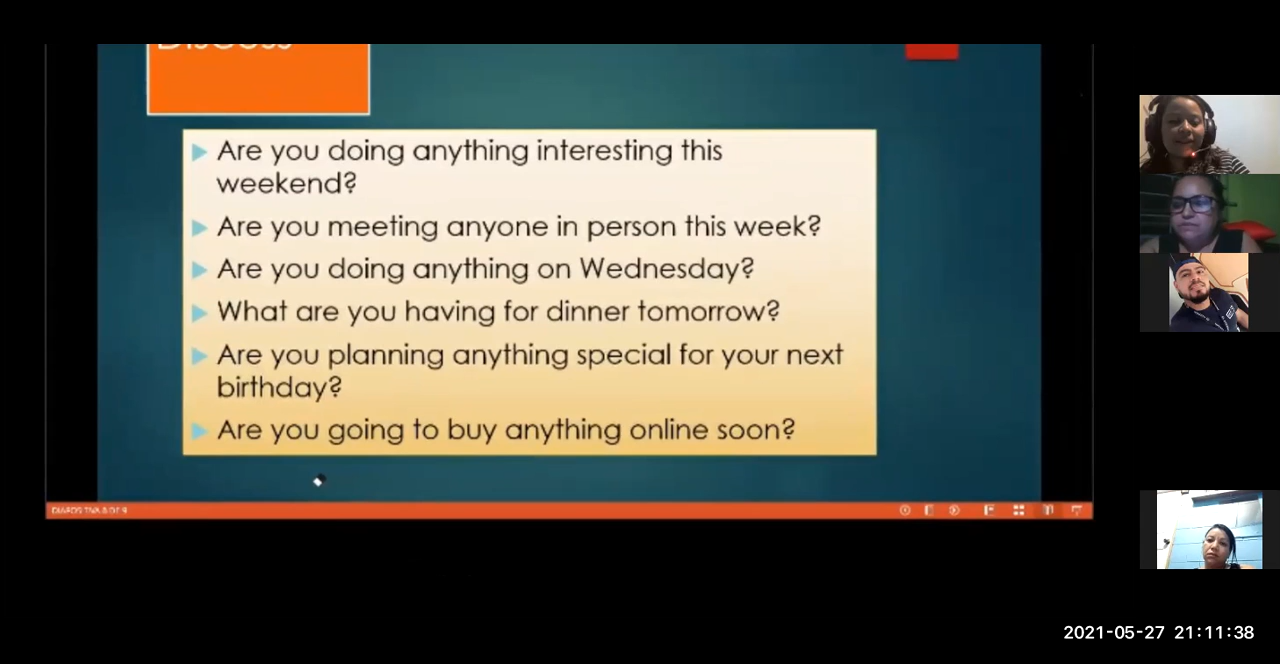 Discuss
Are you doing anything interesting this
weekend?
Are you meeting anyone in person this week?
Are you doing anything on Wednesday?
What are you having for dinner tomorrow?
Are you planning anything special for your next
birthday?
Are you going to buy anything online soon?
2021-05-27 21:11:38